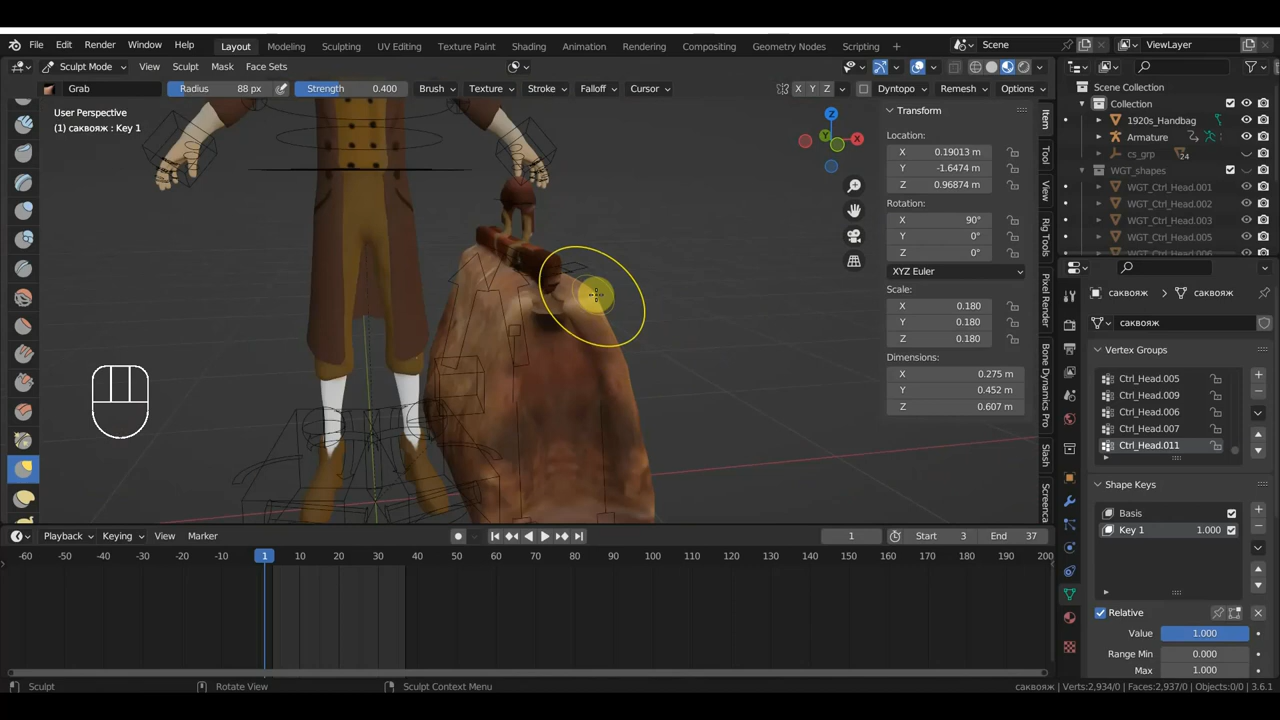 File Edit Render Window Help Layout Modeling Sculpting UV Editing Texture Paint Shading Animation Rendering Compositing Geometry Nodes Scripting + Scene ViewLayer
Sculpt Mode View Sculpt Mask Face Sets
Grab Radius 88 px Strength 0.400 Brush Texture Stroke Falloff Cursor X Y Z Dyntopo Remesh Options
User Perspective
(1) саквояж : Key 1
Z
X
Y
Transform
Location:
X 0.19013 m
Y -1.6474 m
Z 0.96874 m
Rotation:
X 90°
Y 0°
Z 0°
XYZ Euler
Scale:
X 0.180
Y 0.180
Z 0.180
Dimensions:
X 0.275 m
Y 0.452 m
Z 0.607 m
Item
Tool
View
Rig Tools
Pixel Render
Bone Dynamics Pro
Slash
Screenca
Scene Collection
Collection
1920s_Handbag
Armature
cs_grp 24
WGT_shapes
WGT_Ctrl_Head.001
WGT_Ctrl_Head.002
WGT_Ctrl_Head.003
WGT_Ctrl_Head.005
саквояж саквояж
саквояж
Vertex Groups
Ctrl_Head.005
Ctrl_Head.009
Ctrl_Head.006
Ctrl_Head.007
Ctrl_Head.011
Shape Keys
Basis
Key 1 1.000
Relative
Value 1.000
Range Min 0.000
Max 1.000
Playback Keying View Marker 1 Start 3 End 37
-60 -50 -40 -30 -20 -10 1 10 20 30 40 50 60 70 80 90 100 110 120 130 140 150 160 170 180 190 200
Sculpt Rotate View Sculpt Context Menu саквояж | Verts:2,934/0 | Faces:2,937/0 | Objects:0/0 | 3.6.1